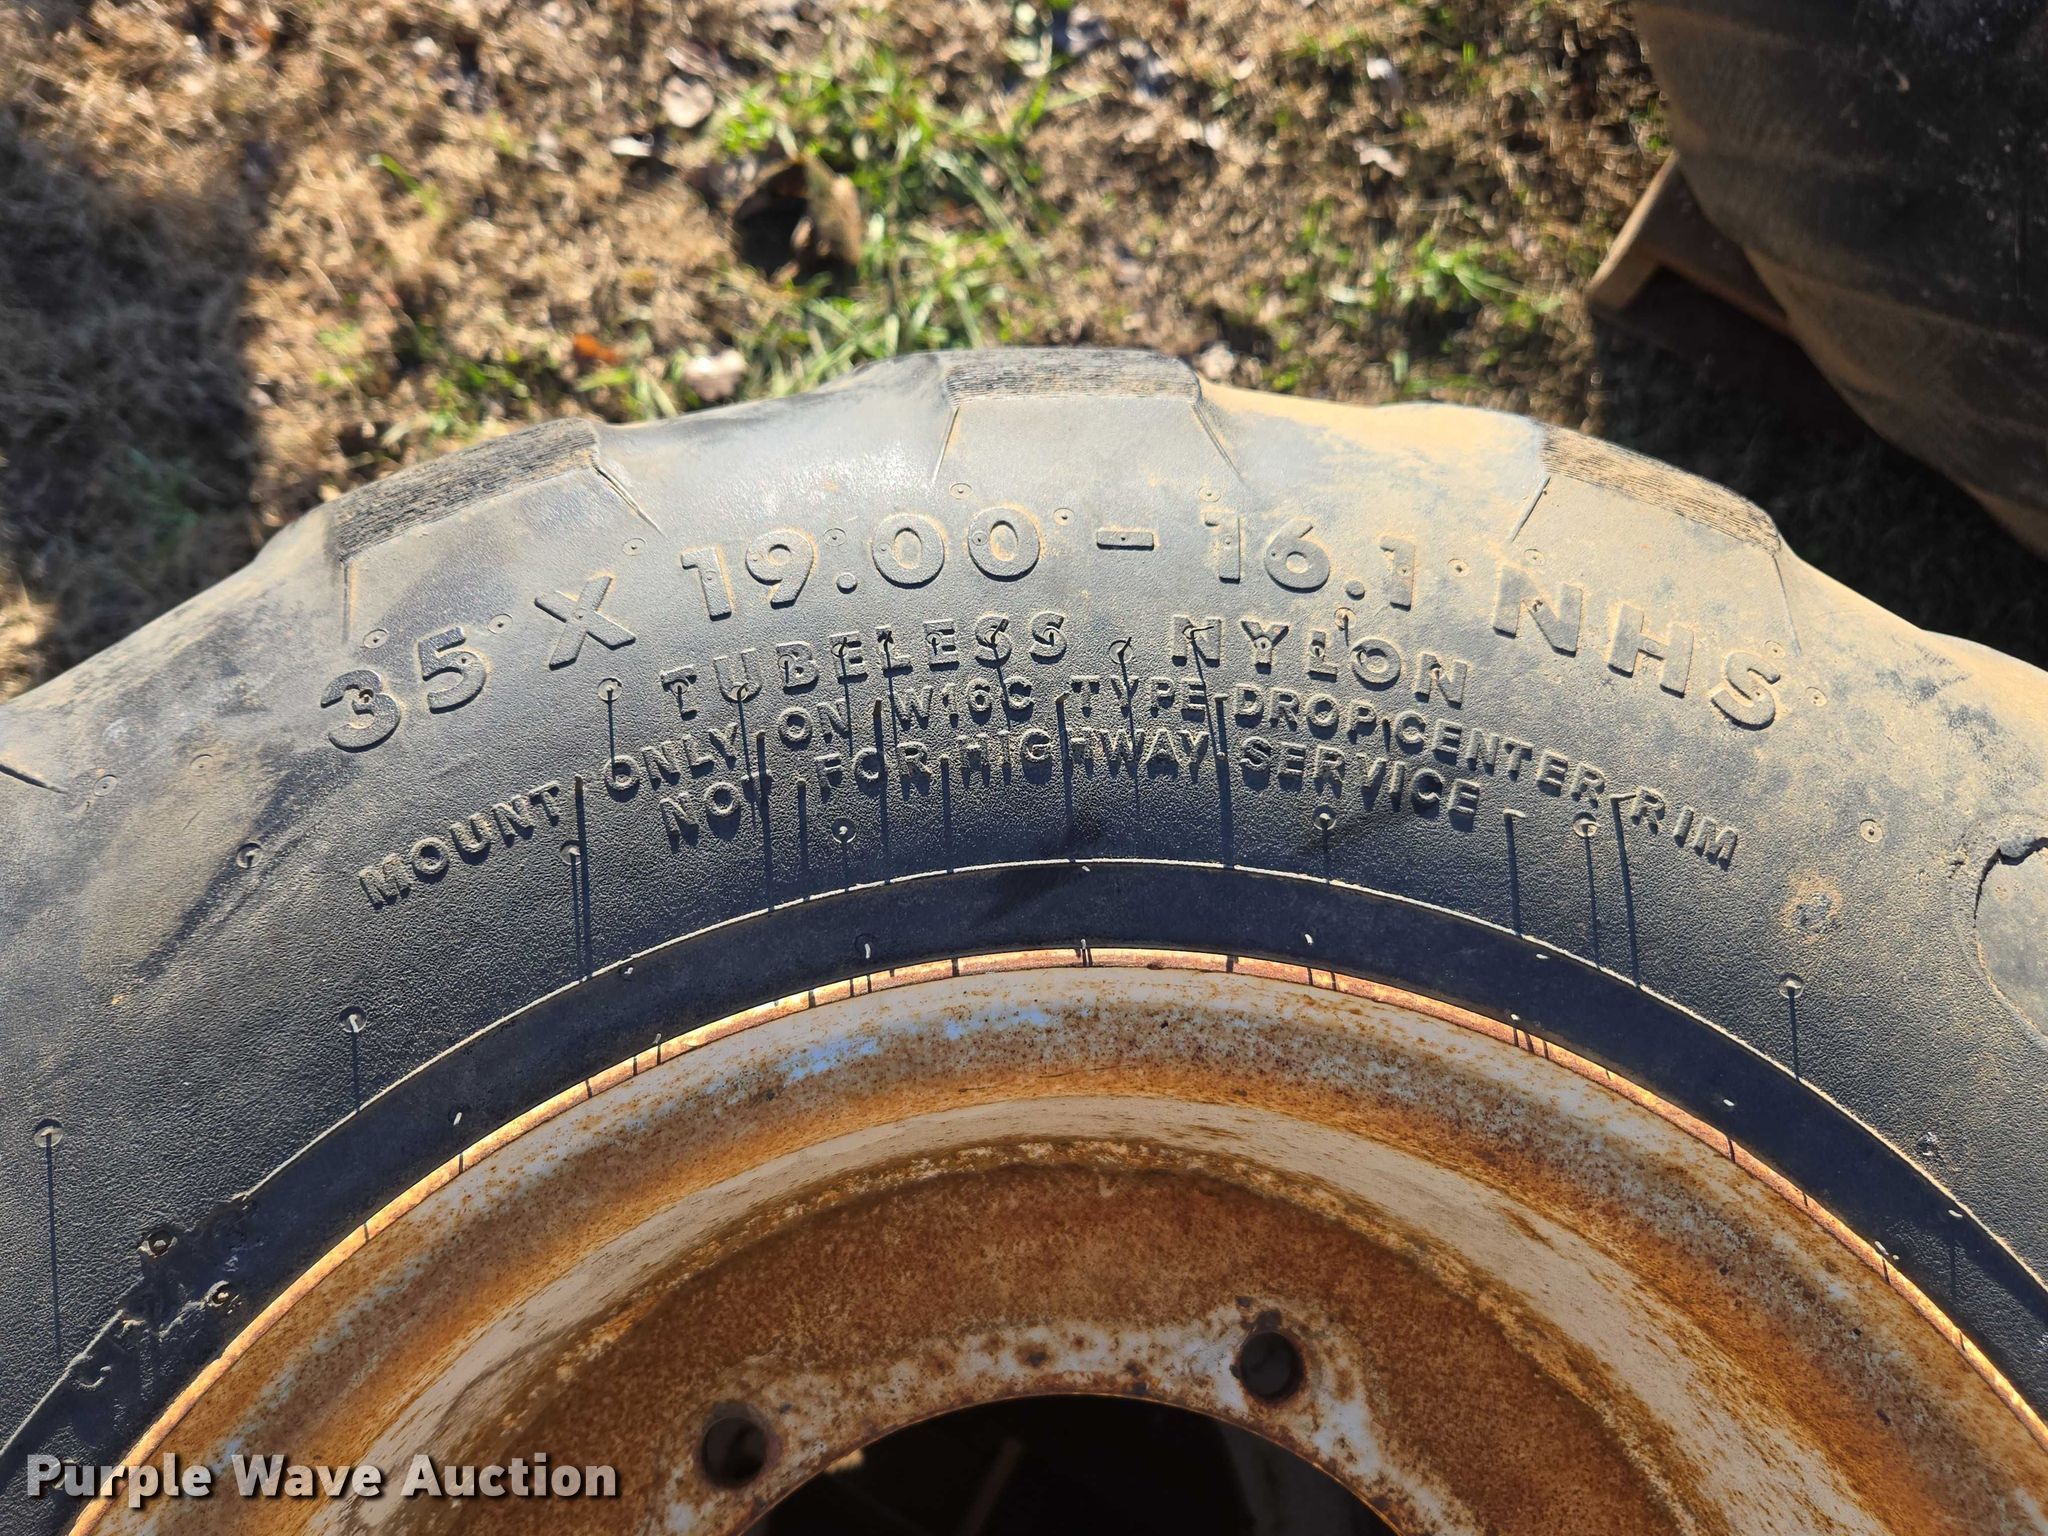 35 X 19.00 - 16.1 NHS
TUBELESS NYLON
MOUNT ONLY ON W16C TYPE DROP CENTER RIM
NOT FOR HIGHWAY SERVICE
Purple Wave Auction